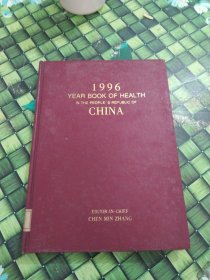 1996
YEAR BOOK OF HEALTH
IN THE PEOPLE'S REPUBLIC OF
CHINA
EDITOR-IN-CHIEF
CHEN MIN ZHANG